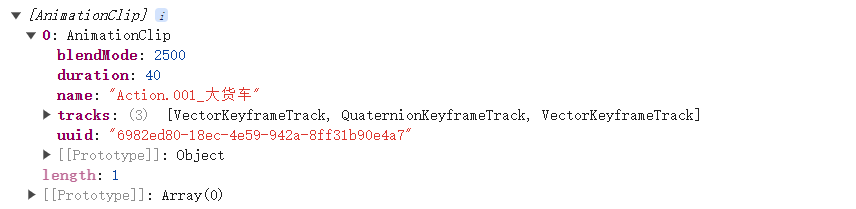 ▼ [AnimationClip] i
▼ 0: AnimationClip
blendMode: 2500
duration: 40
name: "Action.001_大货车"
▶ tracks: (3) [VectorKeyframeTrack, QuaternionKeyframeTrack, VectorKeyframeTrack]
uuid: "6982ed80-18ec-4e59-942a-8ff31b90e4a7"
▶ [[Prototype]]: Object
length: 1
▶ [[Prototype]]: Array(0)